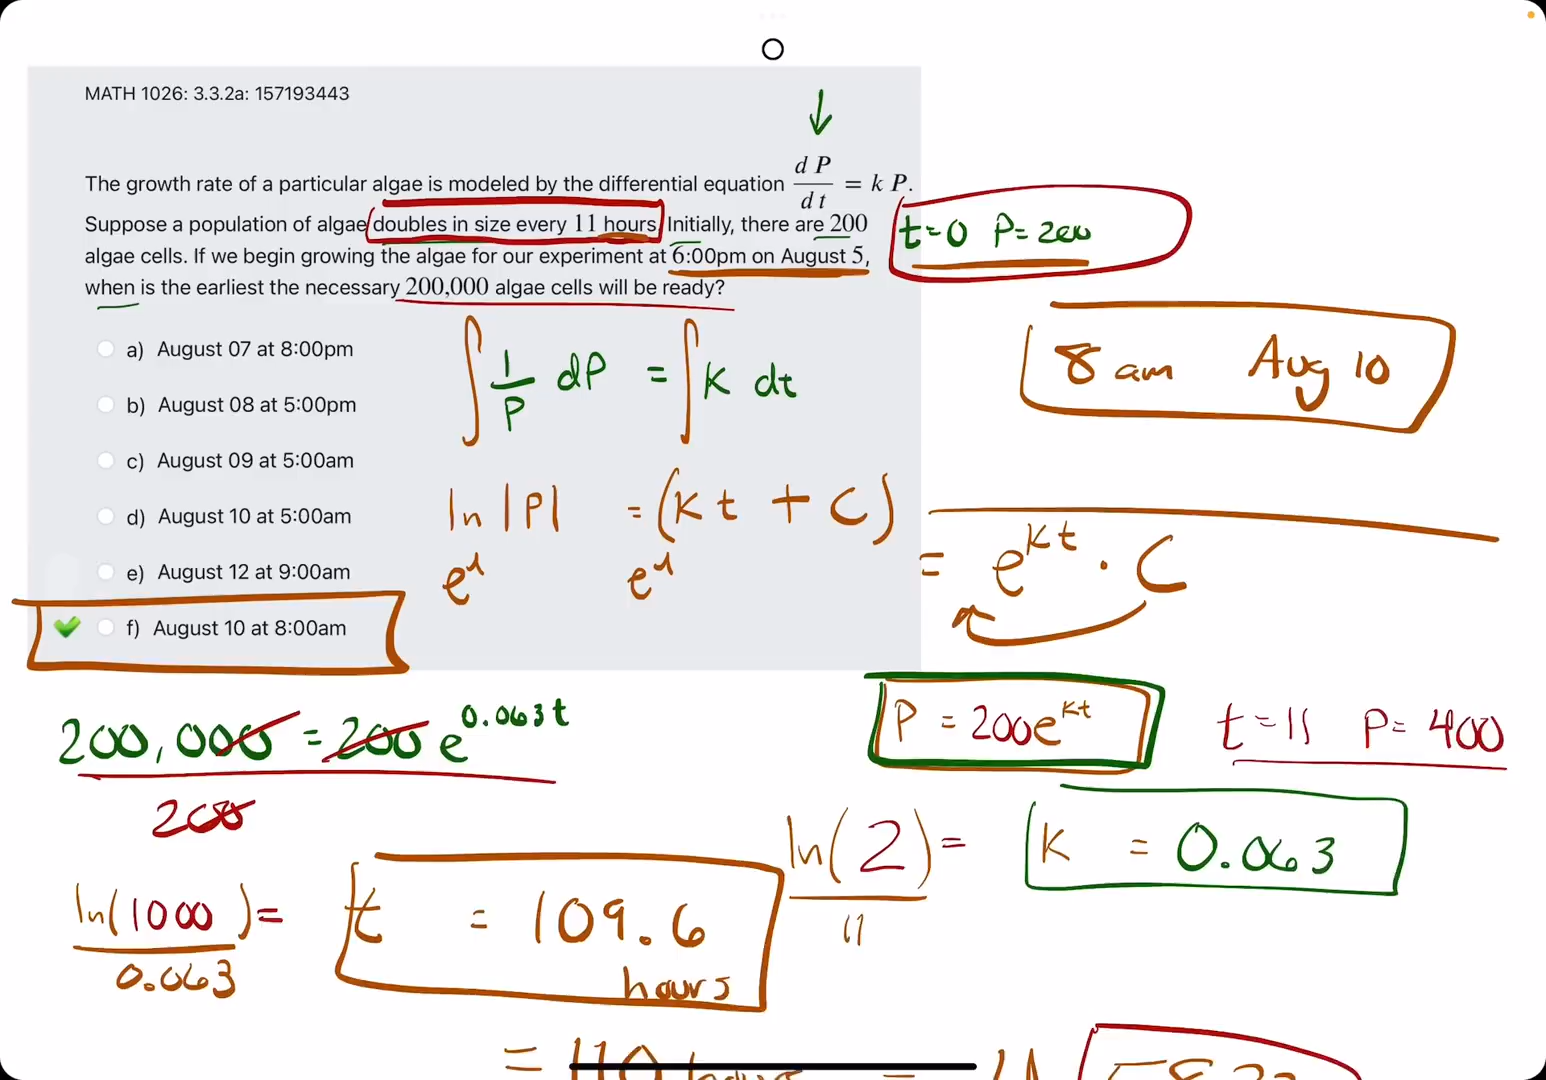 MATH 1026: 3.3.2a: 157193443
The growth rate of a particular algae is modeled by the differential equation dP/dt = k P.
Suppose a population of algae doubles in size every 11 hours. Initially, there are 200
algae cells. If we begin growing the algae for our experiment at 6:00pm on August 5,
when is the earliest the necessary 200,000 algae cells will be ready?
t=0 P=200
a) August 07 at 8:00pm
b) August 08 at 5:00pm
c) August 09 at 5:00am
d) August 10 at 5:00am
e) August 12 at 9:00am
f) August 10 at 8:00am
∫ 1/P dP = ∫ K dt
8 am Aug 10
ln |P| = (Kt + C)
e e
= e^Kt · C
200,000 = 200 e^0.063t
200
P = 200e^Kt
t=11 P=400
ln(2)/11 = K = 0.063
ln(1000)/0.063 = t = 109.6
hours
= 110 hours =